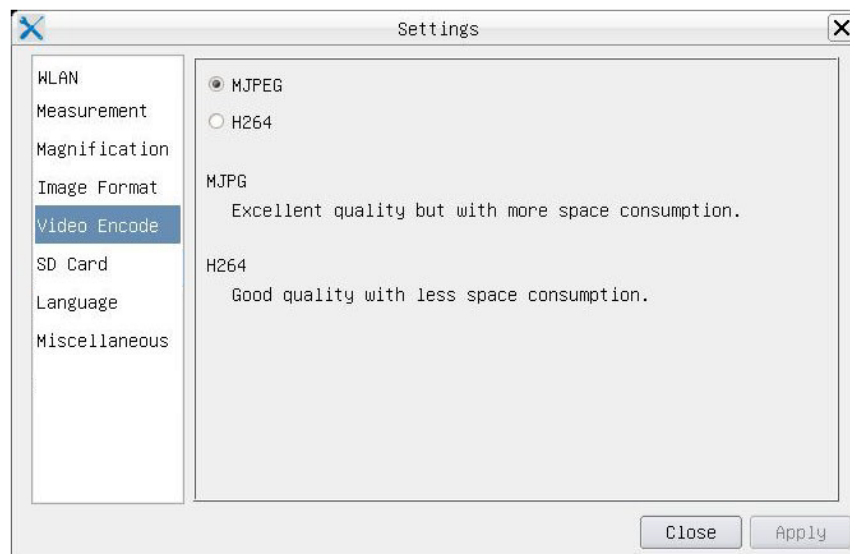 Settings
WLAN
Measurement
Magnification
Image Format
Video Encode
SD Card
Language
Miscellaneous
MJPEG
H264
MJPG
Excellent quality but with more space consumption.
H264
Good quality with less space consumption.
Close
Apply